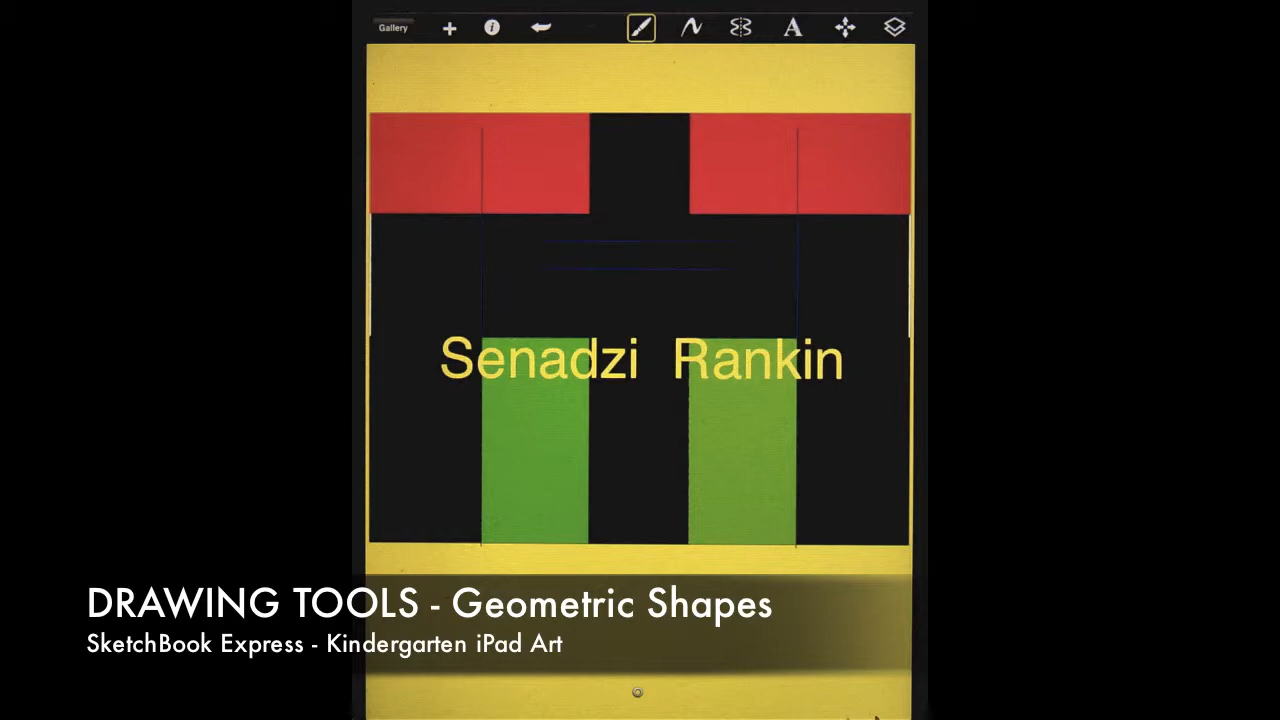 Gallery
A
Senadzi Rankin
DRAWING TOOLS - Geometric Shapes
SketchBook Express - Kindergarten iPad Art